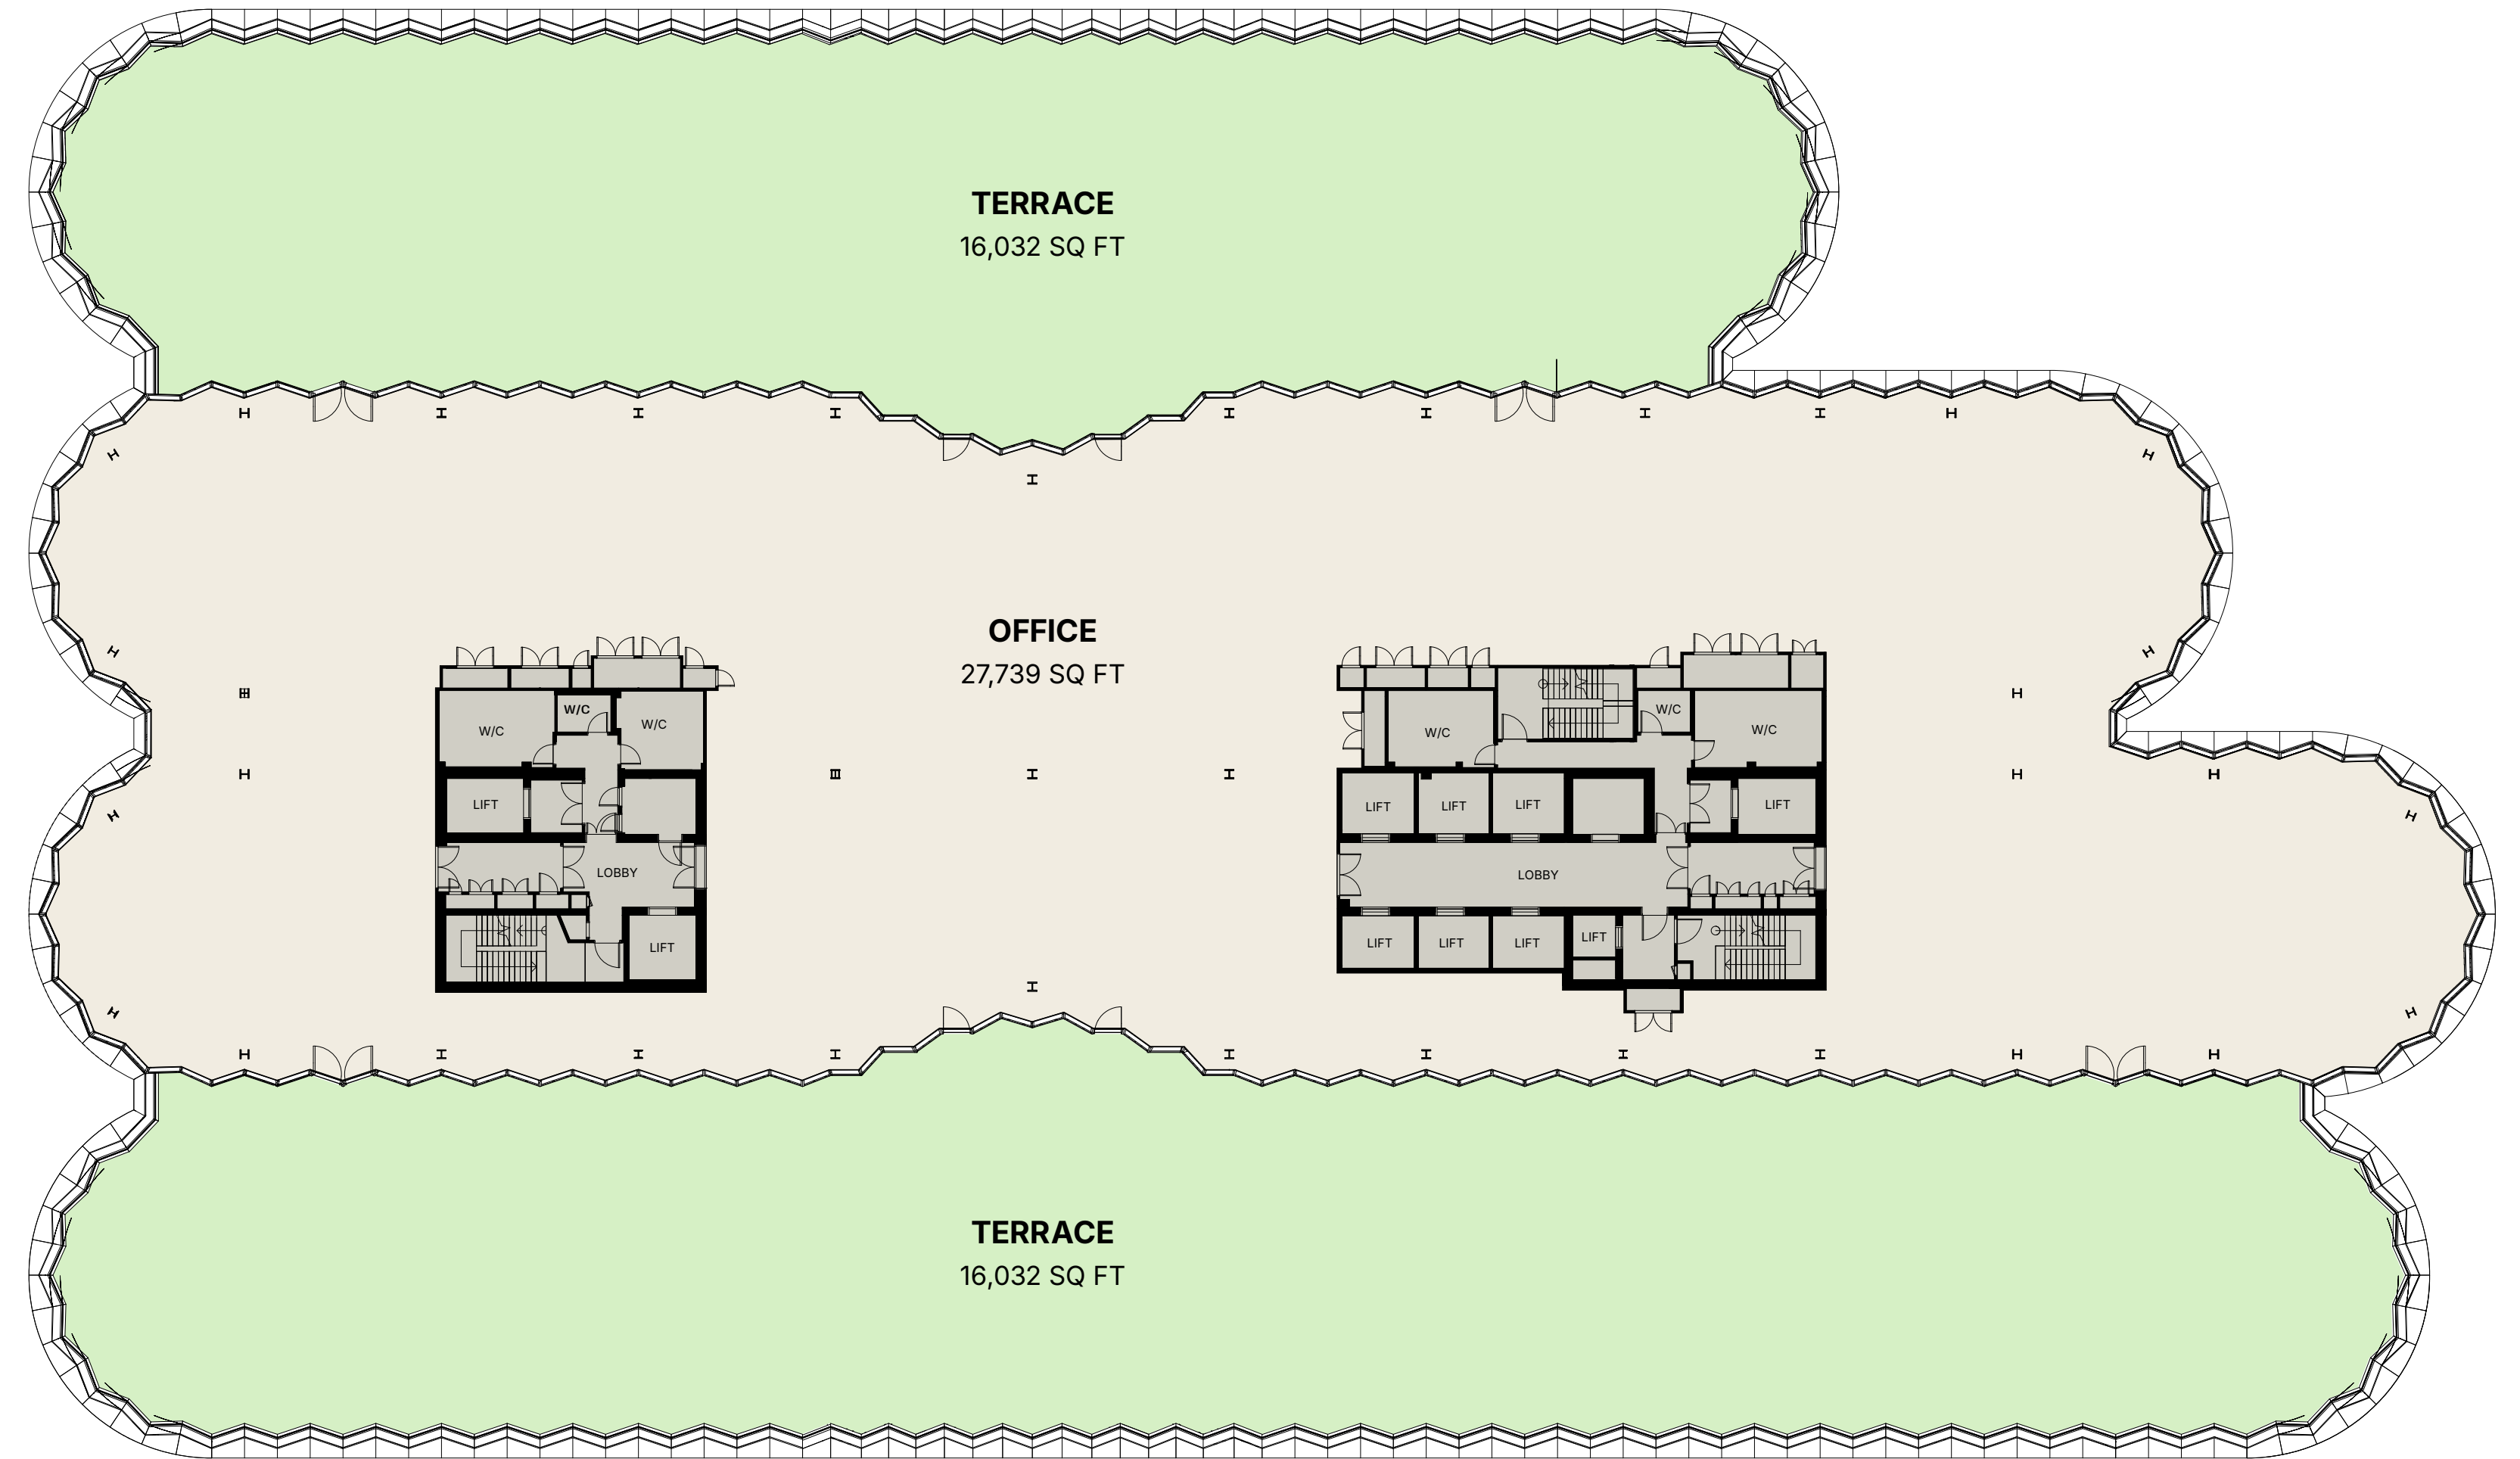 TERRACE
16,032 SQ FT
OFFICE
27,739 SQ FT
W/C
W/C
W/C
LIFT
LOBBY
LIFT
W/C
W/C
W/C
LIFT
LIFT
LIFT
LIFT
LOBBY
LIFT
LIFT
LIFT
LIFT
TERRACE
16,032 SQ FT